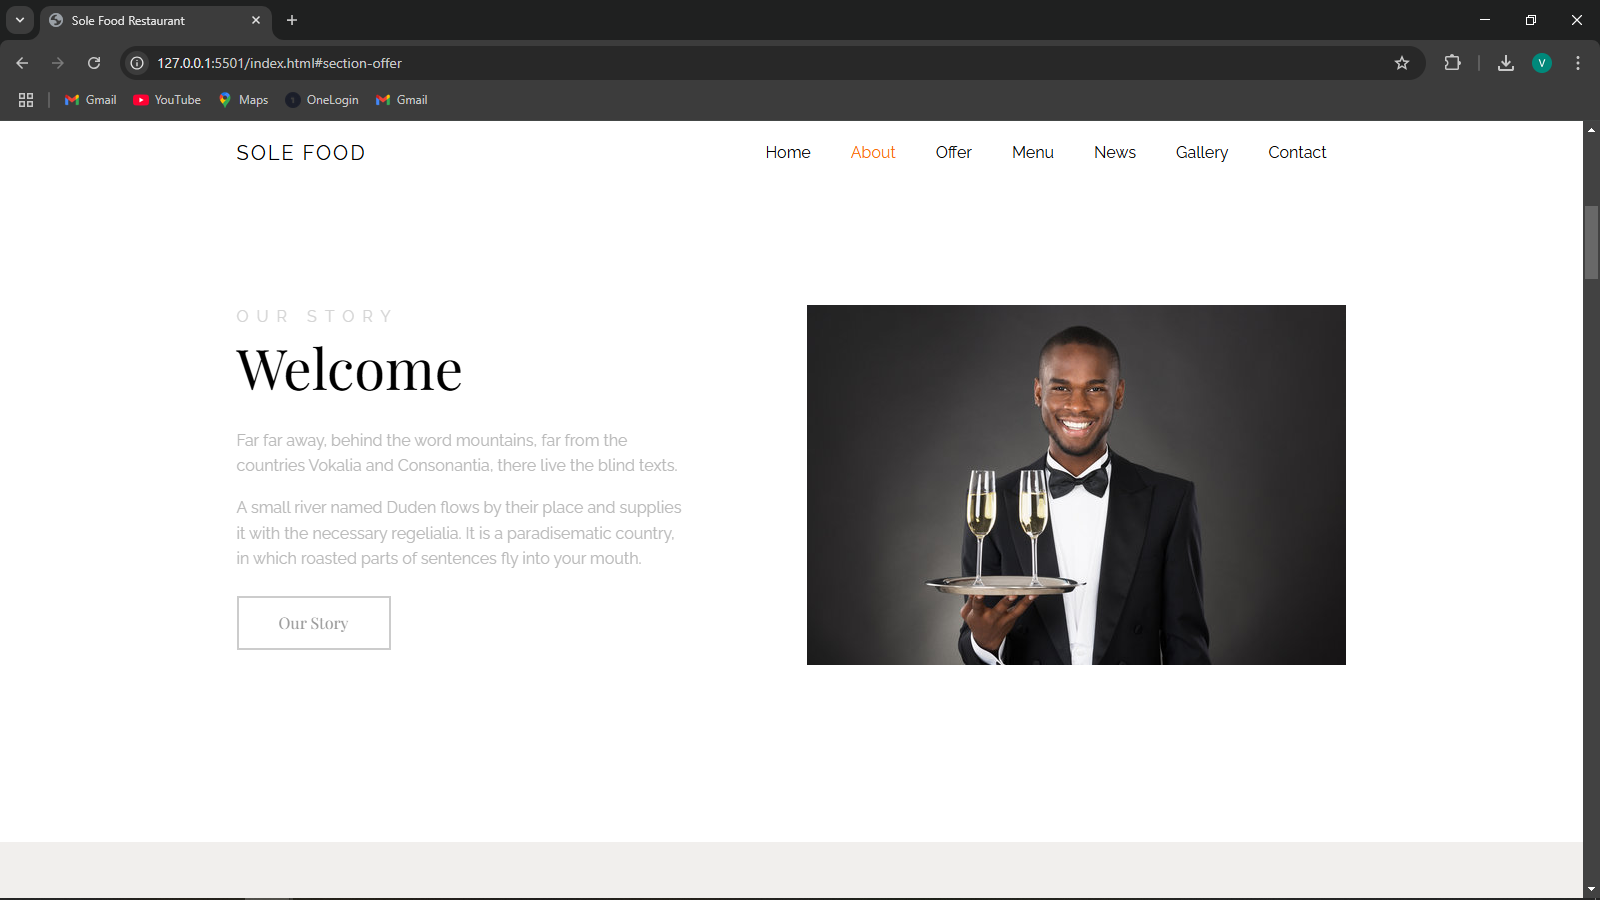 Sole Food Restaurant
127.0.0.1:5501/index.html#section-offer
V
Gmail YouTube Maps OneLogin Gmail
SOLE FOOD
Home About Offer Menu News Gallery Contact
OUR STORY
Welcome
Far far away, behind the word mountains, far from the
countries Vokalia and Consonantia, there live the blind texts.
A small river named Duden flows by their place and supplies
it with the necessary regelialia. It is a paradisematic country,
in which roasted parts of sentences fly into your mouth.
Our Story